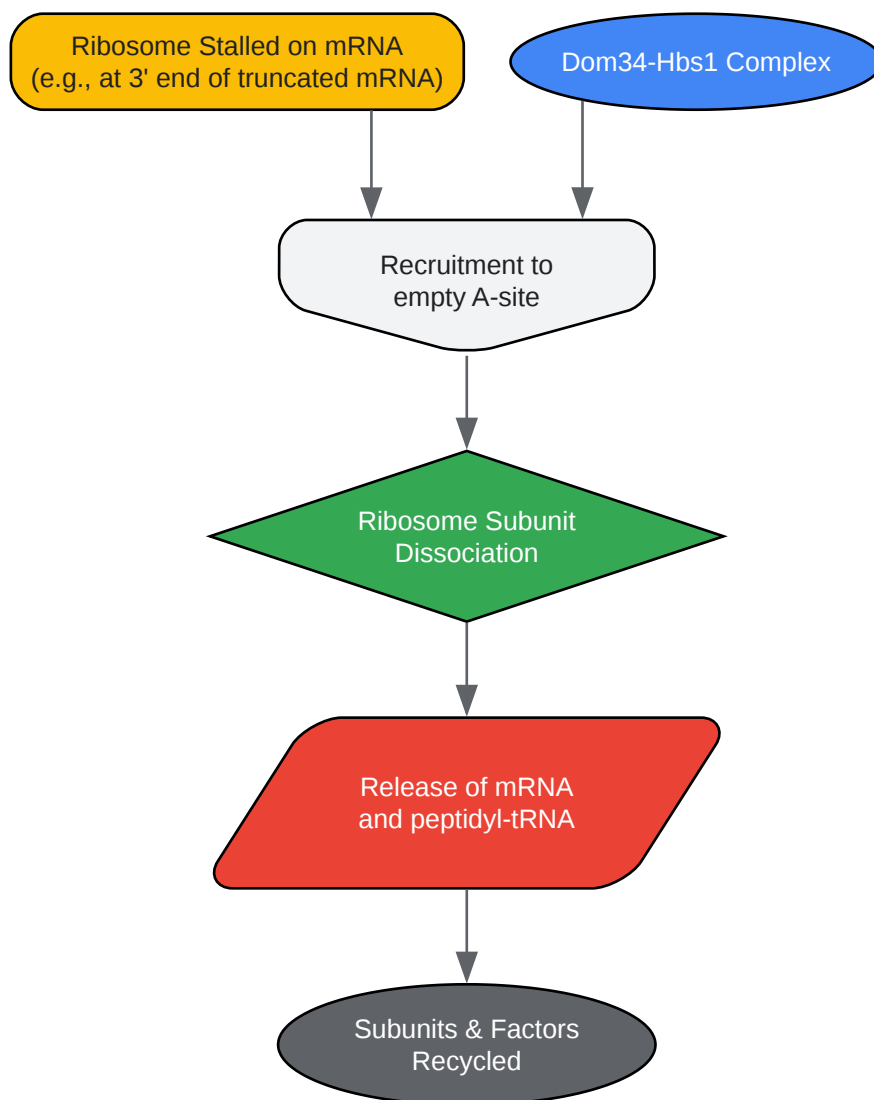 Ribosome Stalled on mRNA
(e.g., at 3' end of truncated mRNA)
Dom34-Hbs1 Complex
Recruitment to
empty A-site
Ribosome Subunit
Dissociation
Release of mRNA
and peptidyl-tRNA
Subunits & Factors
Recycled